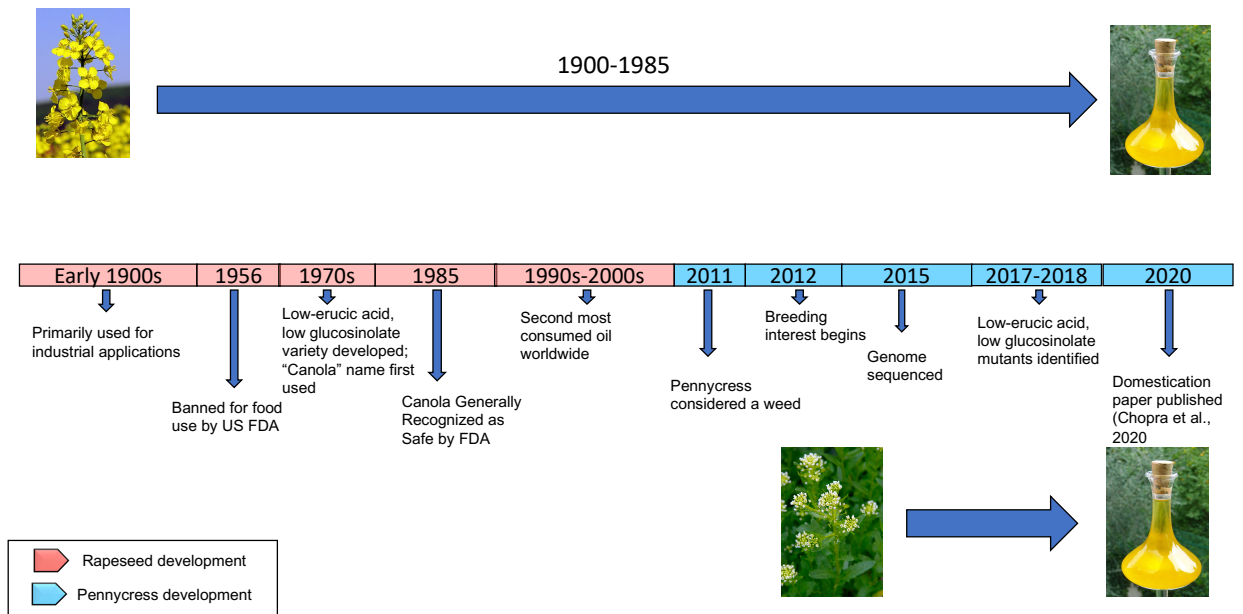 1900-1985
Early 1900s
1956
1970s
1985
1990s-2000s
2011
2012
2015
2017-2018
2020
Primarily used for
industrial applications
Banned for food
use by US FDA
Low-erucic acid,
low glucosinolate
variety developed;
“Canola” name first
used
Canola Generally
Recognized as
Safe by FDA
Second most
consumed oil
worldwide
Pennycress
considered a weed
Breeding
interest begins
Genome
sequenced
Low-erucic acid,
low glucosinolate
mutants identified
Domestication
paper published
(Chopra et al.,
2020
Rapeseed development
Pennycress development